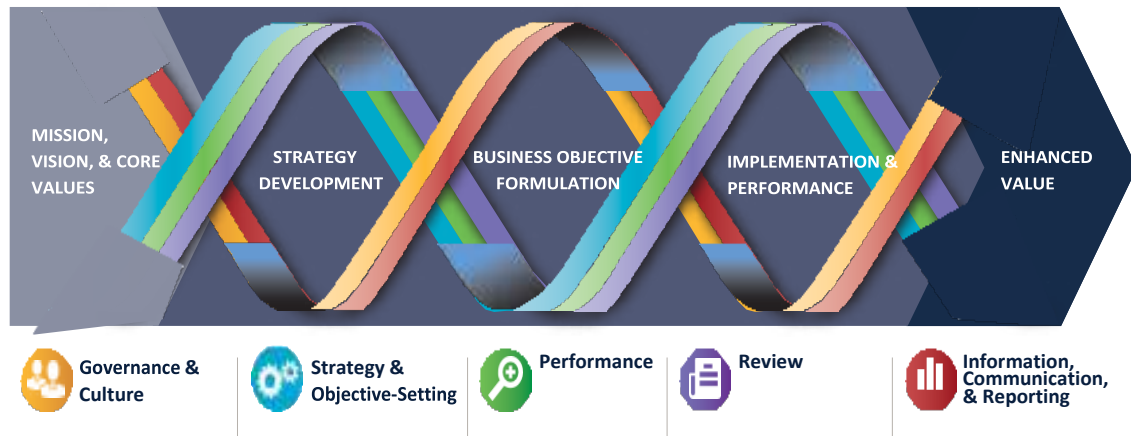 MISSION,
VISION, & CORE
VALUES
STRATEGY
DEVELOPMENT
BUSINESS OBJECTIVE
FORMULATION
IMPLEMENTATION &
PERFORMANCE
ENHANCED
VALUE
Governance &
Culture
Strategy &
Objective-Setting
Performance
Review
Information,
Communication,
& Reporting